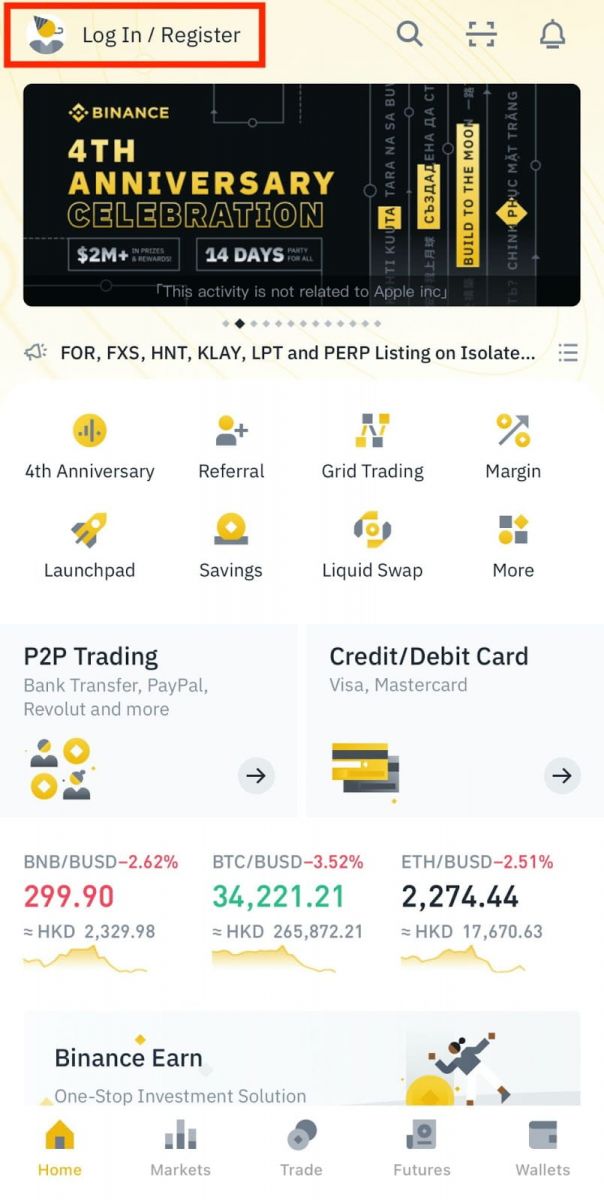 Log In / Register
BINANCE
4TH
ANNIVERSARY
CELEBRATION
$2M+ IN PRIZES & REWARDS!
14 DAYS PARTY FOR ALL
TARA NA SA
СЪЗДАДЕНА ДА СТ
BUILD TO THE MOON
PHỤC MẶT TRĂNG
「This activity is not related to Apple inc」
FOR, FXS, HNT, KLAY, LPT and PERP Listing on Isolate...
4th Anniversary
Referral
Grid Trading
Margin
Launchpad
Savings
Liquid Swap
More
P2P Trading
Bank Transfer, PayPal,
Revolut and more
Credit/Debit Card
Visa, Mastercard
BNB/BUSD-2.62%
299.90
≈ HKD 2,329.98
BTC/BUSD-3.52%
34,221.21
≈ HKD 265,872.21
ETH/BUSD-2.51%
2,274.44
≈ HKD 17,670.63
Binance Earn
One-Stop Investment Solution
Home
Markets
Trade
Futures
Wallets